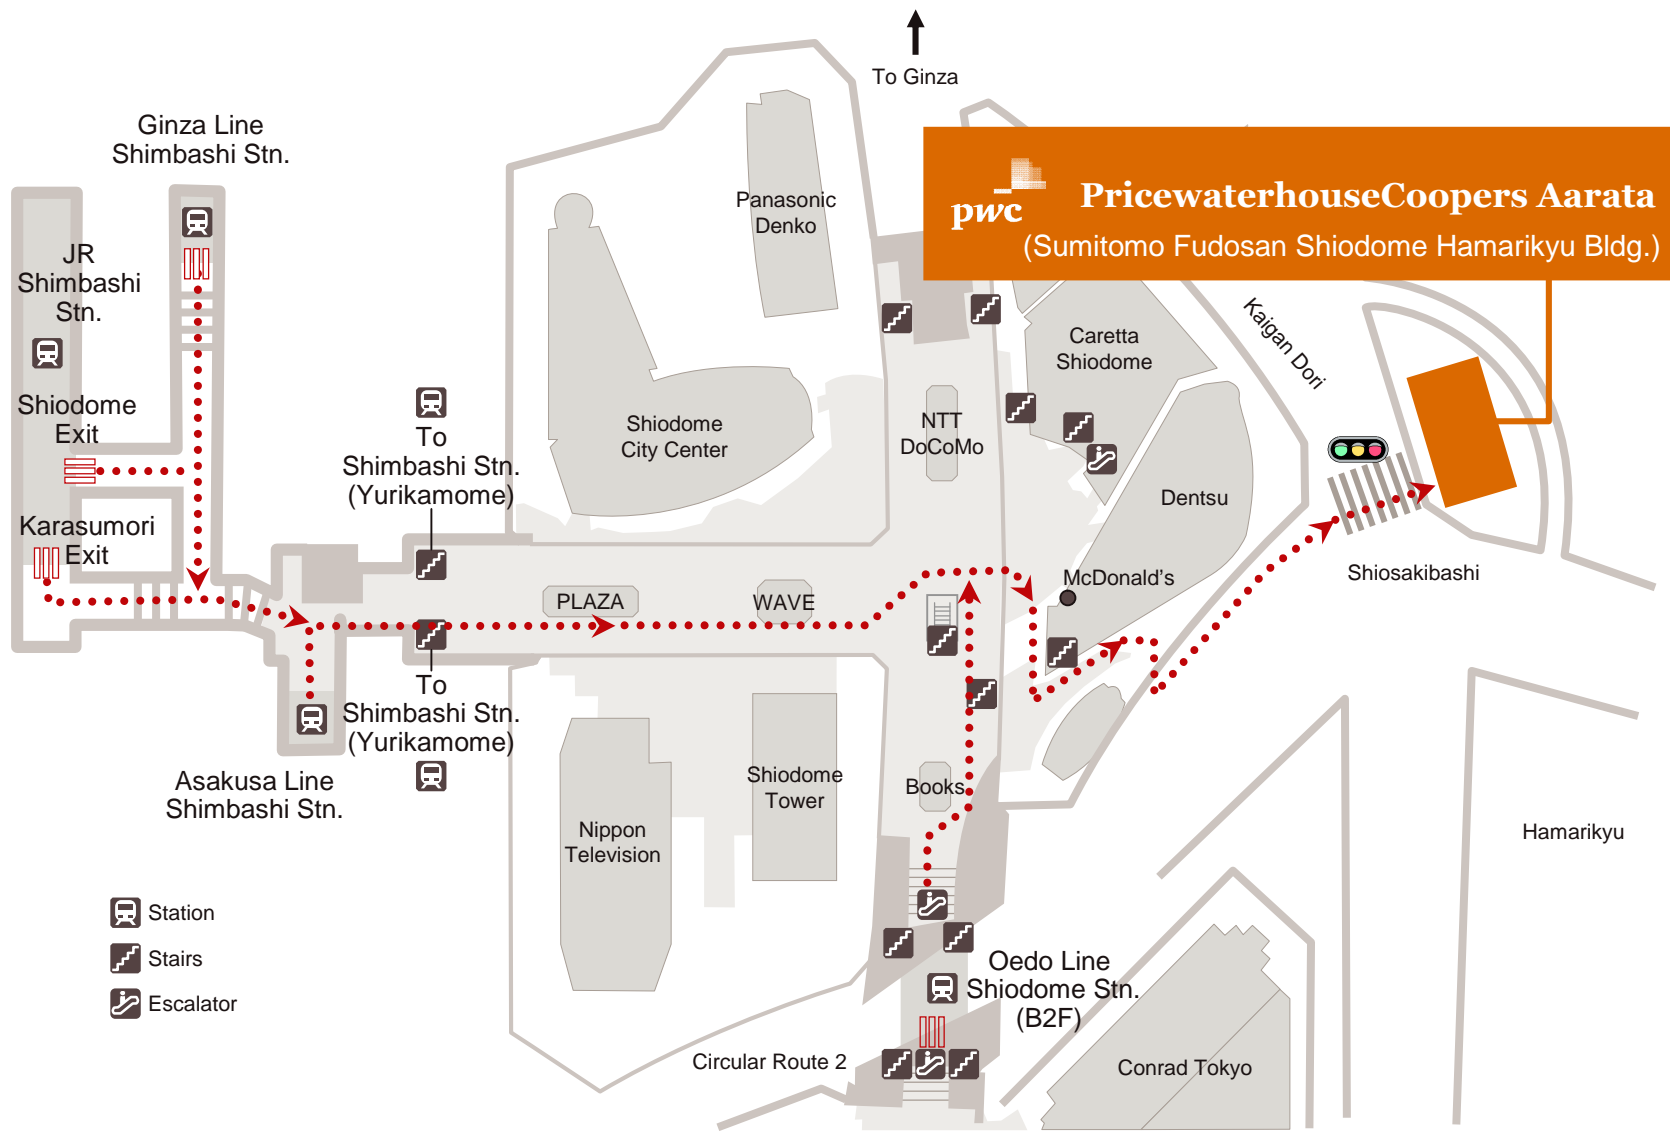 To Ginza
Ginza Line
Shimbashi Stn.
pwc
PricewaterhouseCoopers Aarata
(Sumitomo Fudosan Shiodome Hamarikyu Bldg.)
Panasonic
Denko
JR
Shimbashi
Stn.
Kaigan Dori
Caretta
Shiodome
Shiodome
Exit
To
Shimbashi Stn.
(Yurikamome)
Shiodome
City Center
NTT
DoCoMo
Dentsu
Karasumori
Exit
McDonald's
Shiosakibashi
PLAZA
WAVE
To
Shimbashi Stn.
(Yurikamome)
Asakusa Line
Shimbashi Stn.
Shiodome
Tower
Books
Nippon
Television
Hamarikyu
Station
Stairs
Escalator
Oedo Line
Shiodome Stn.
(B2F)
Circular Route 2
Conrad Tokyo